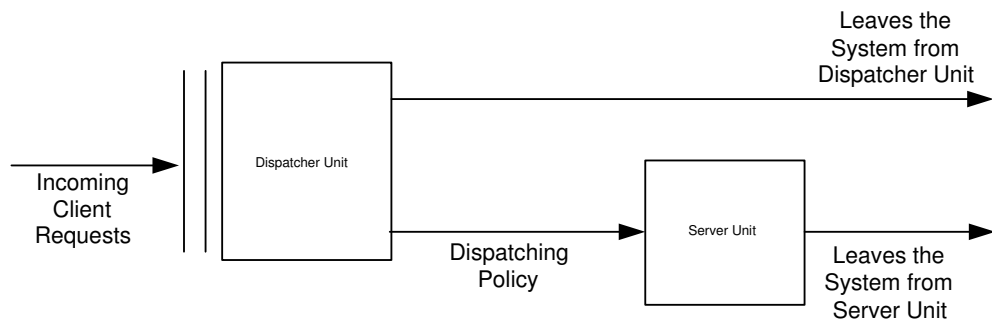 Leaves the
System from
Dispatcher Unit
Dispatcher Unit
Incoming
Client
Requests
Dispatching
Policy
Server Unit
Leaves the
System from
Server Unit